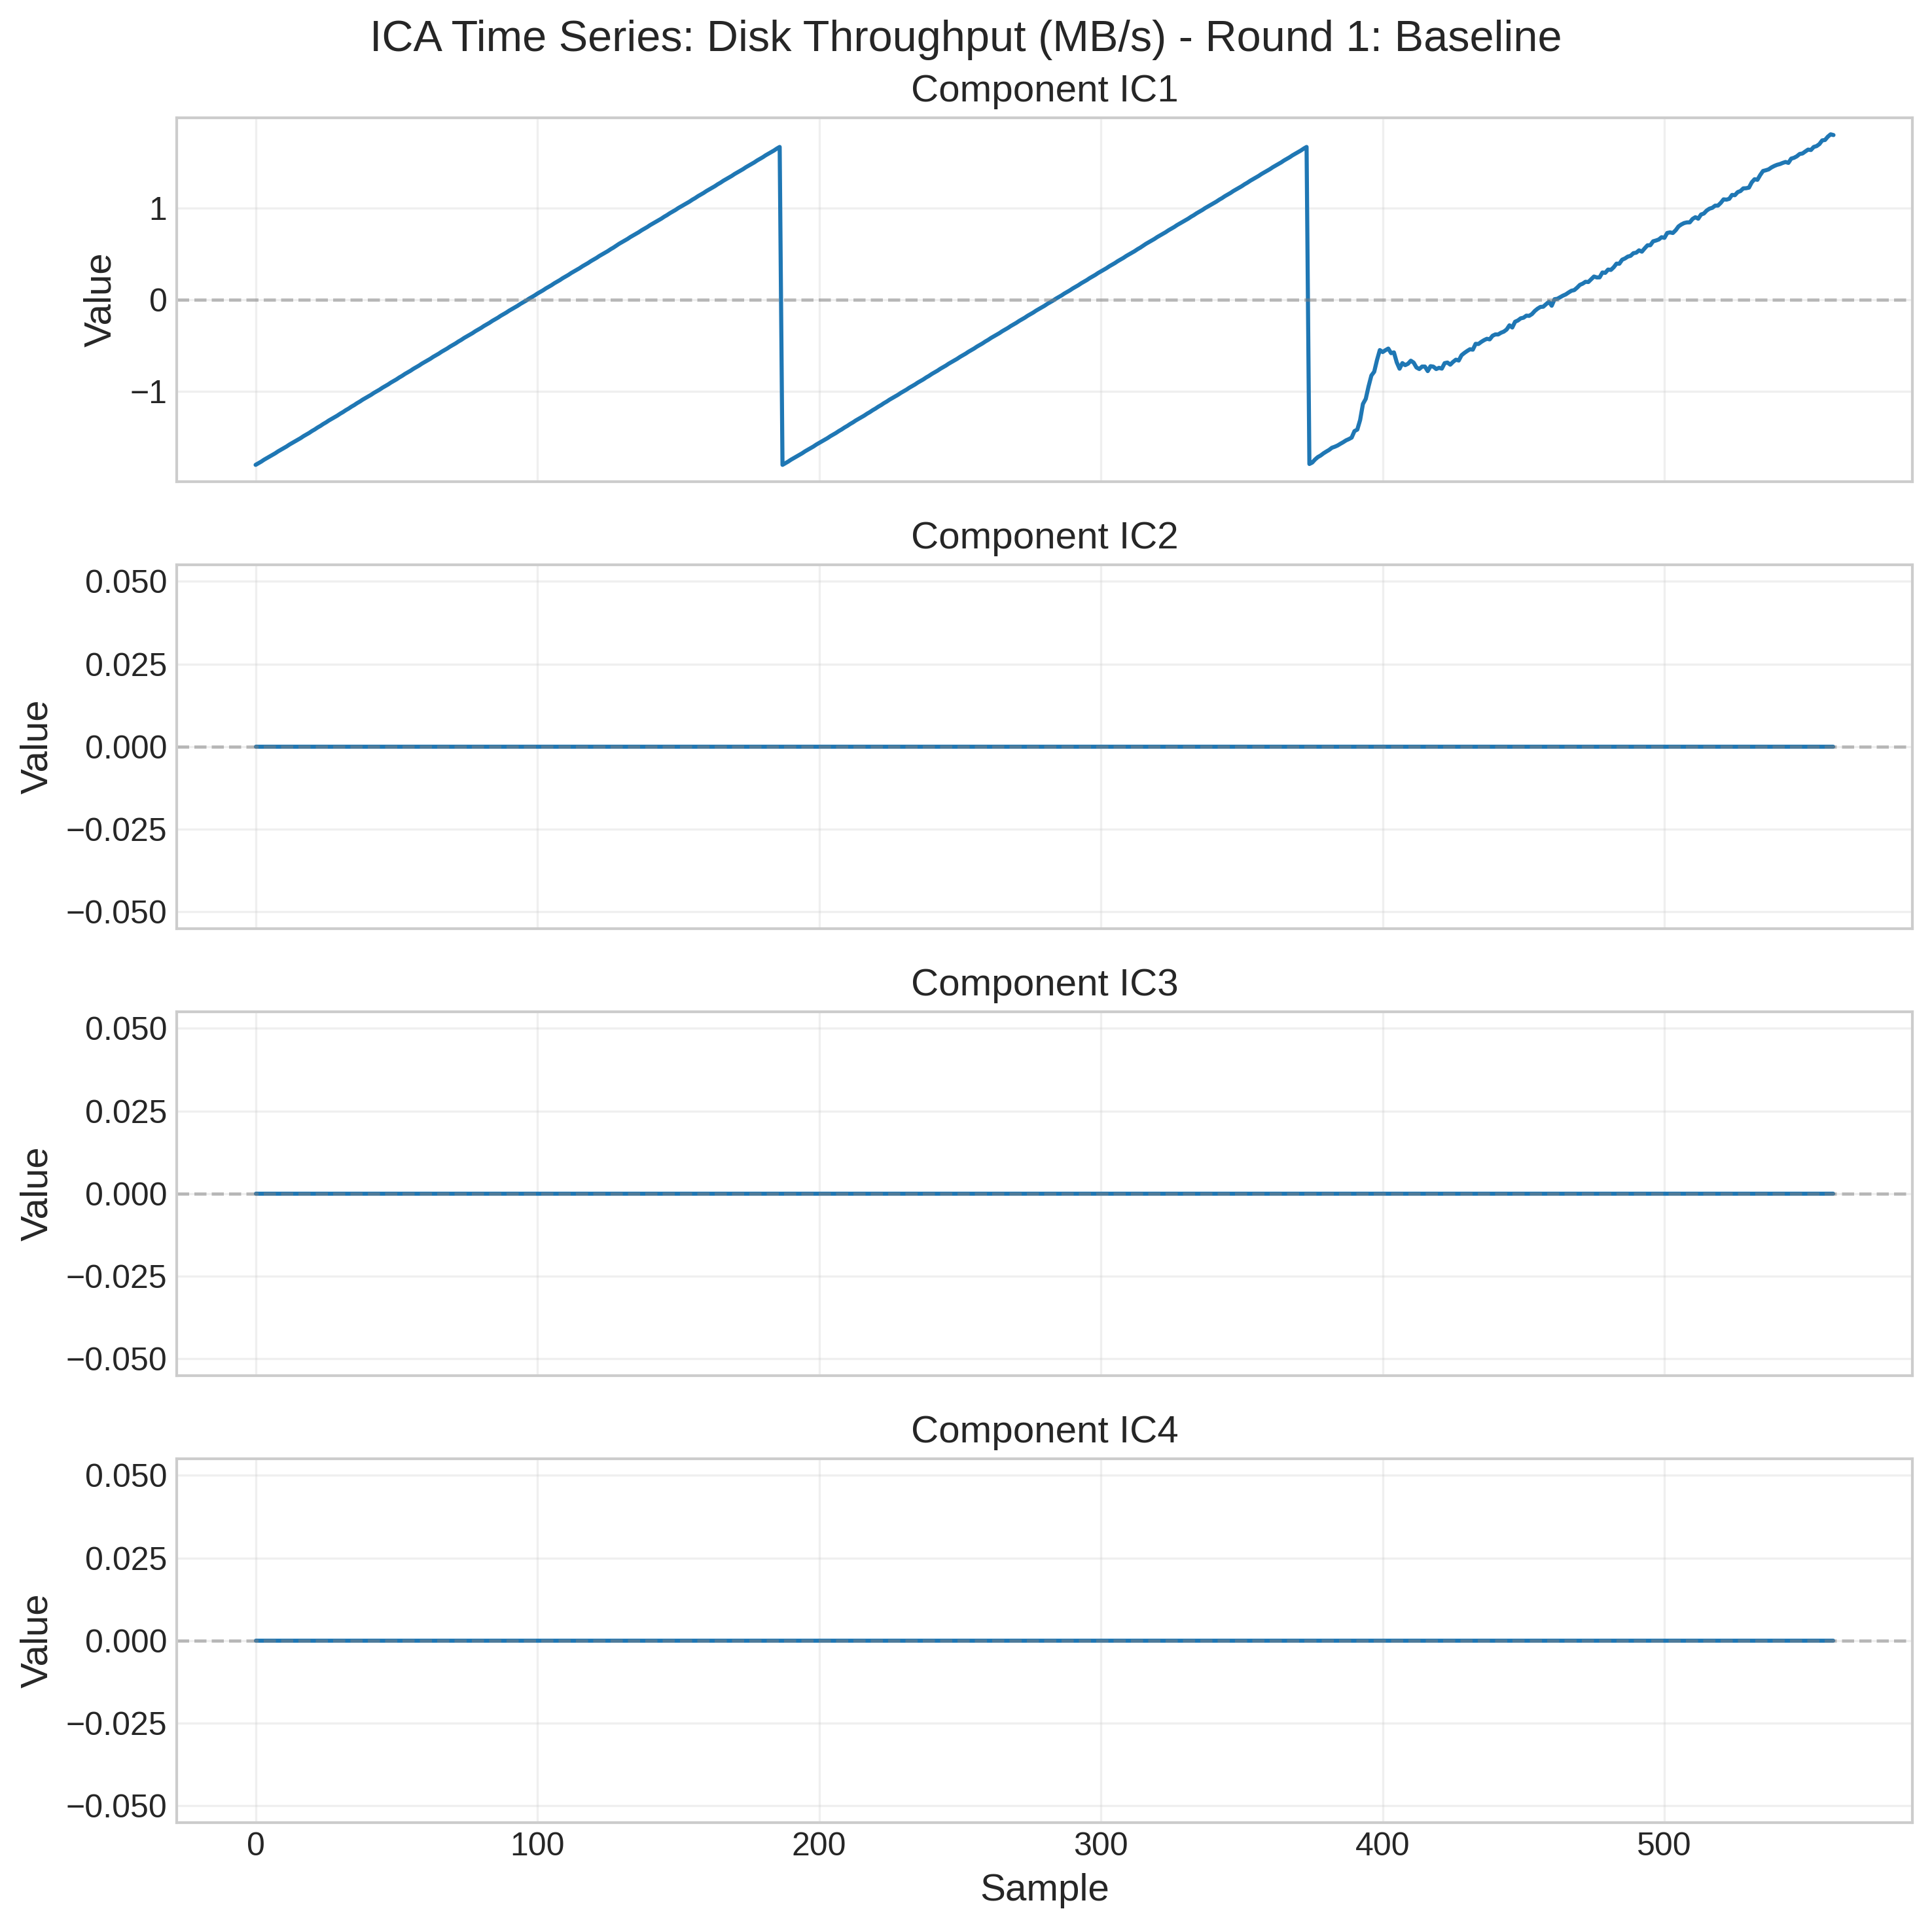 ICA Time Series: Disk Throughput (MB/s) - Round 1: Baseline
Component IC1
Value
1
0
−1
Component IC2
Value
0.050
0.025
0.000
−0.025
−0.050
Component IC3
Value
0.050
0.025
0.000
−0.025
−0.050
Component IC4
Value
0.050
0.025
0.000
−0.025
−0.050
0 100 200 300 400 500
Sample